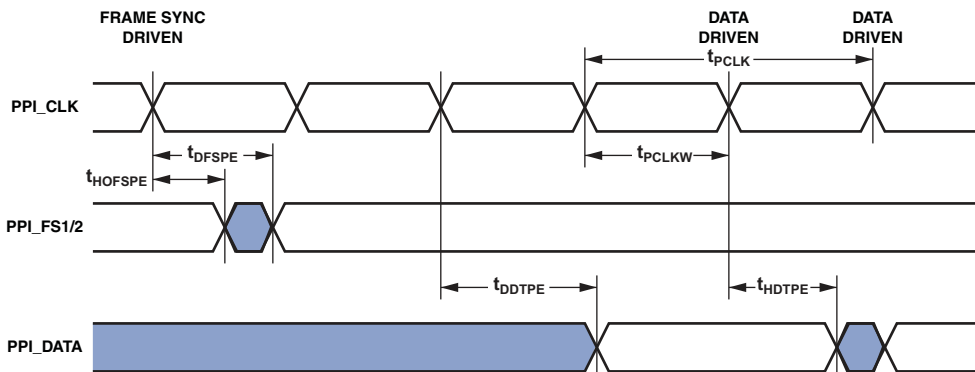 FRAME SYNC
DRIVEN
DATA
DRIVEN
DATA
DRIVEN
tPCLK
PPI_CLK
tDFSPE
tPCLKW
tHOFSPE
PPI_FS1/2
tDDTPE
tHDTPE
PPI_DATA